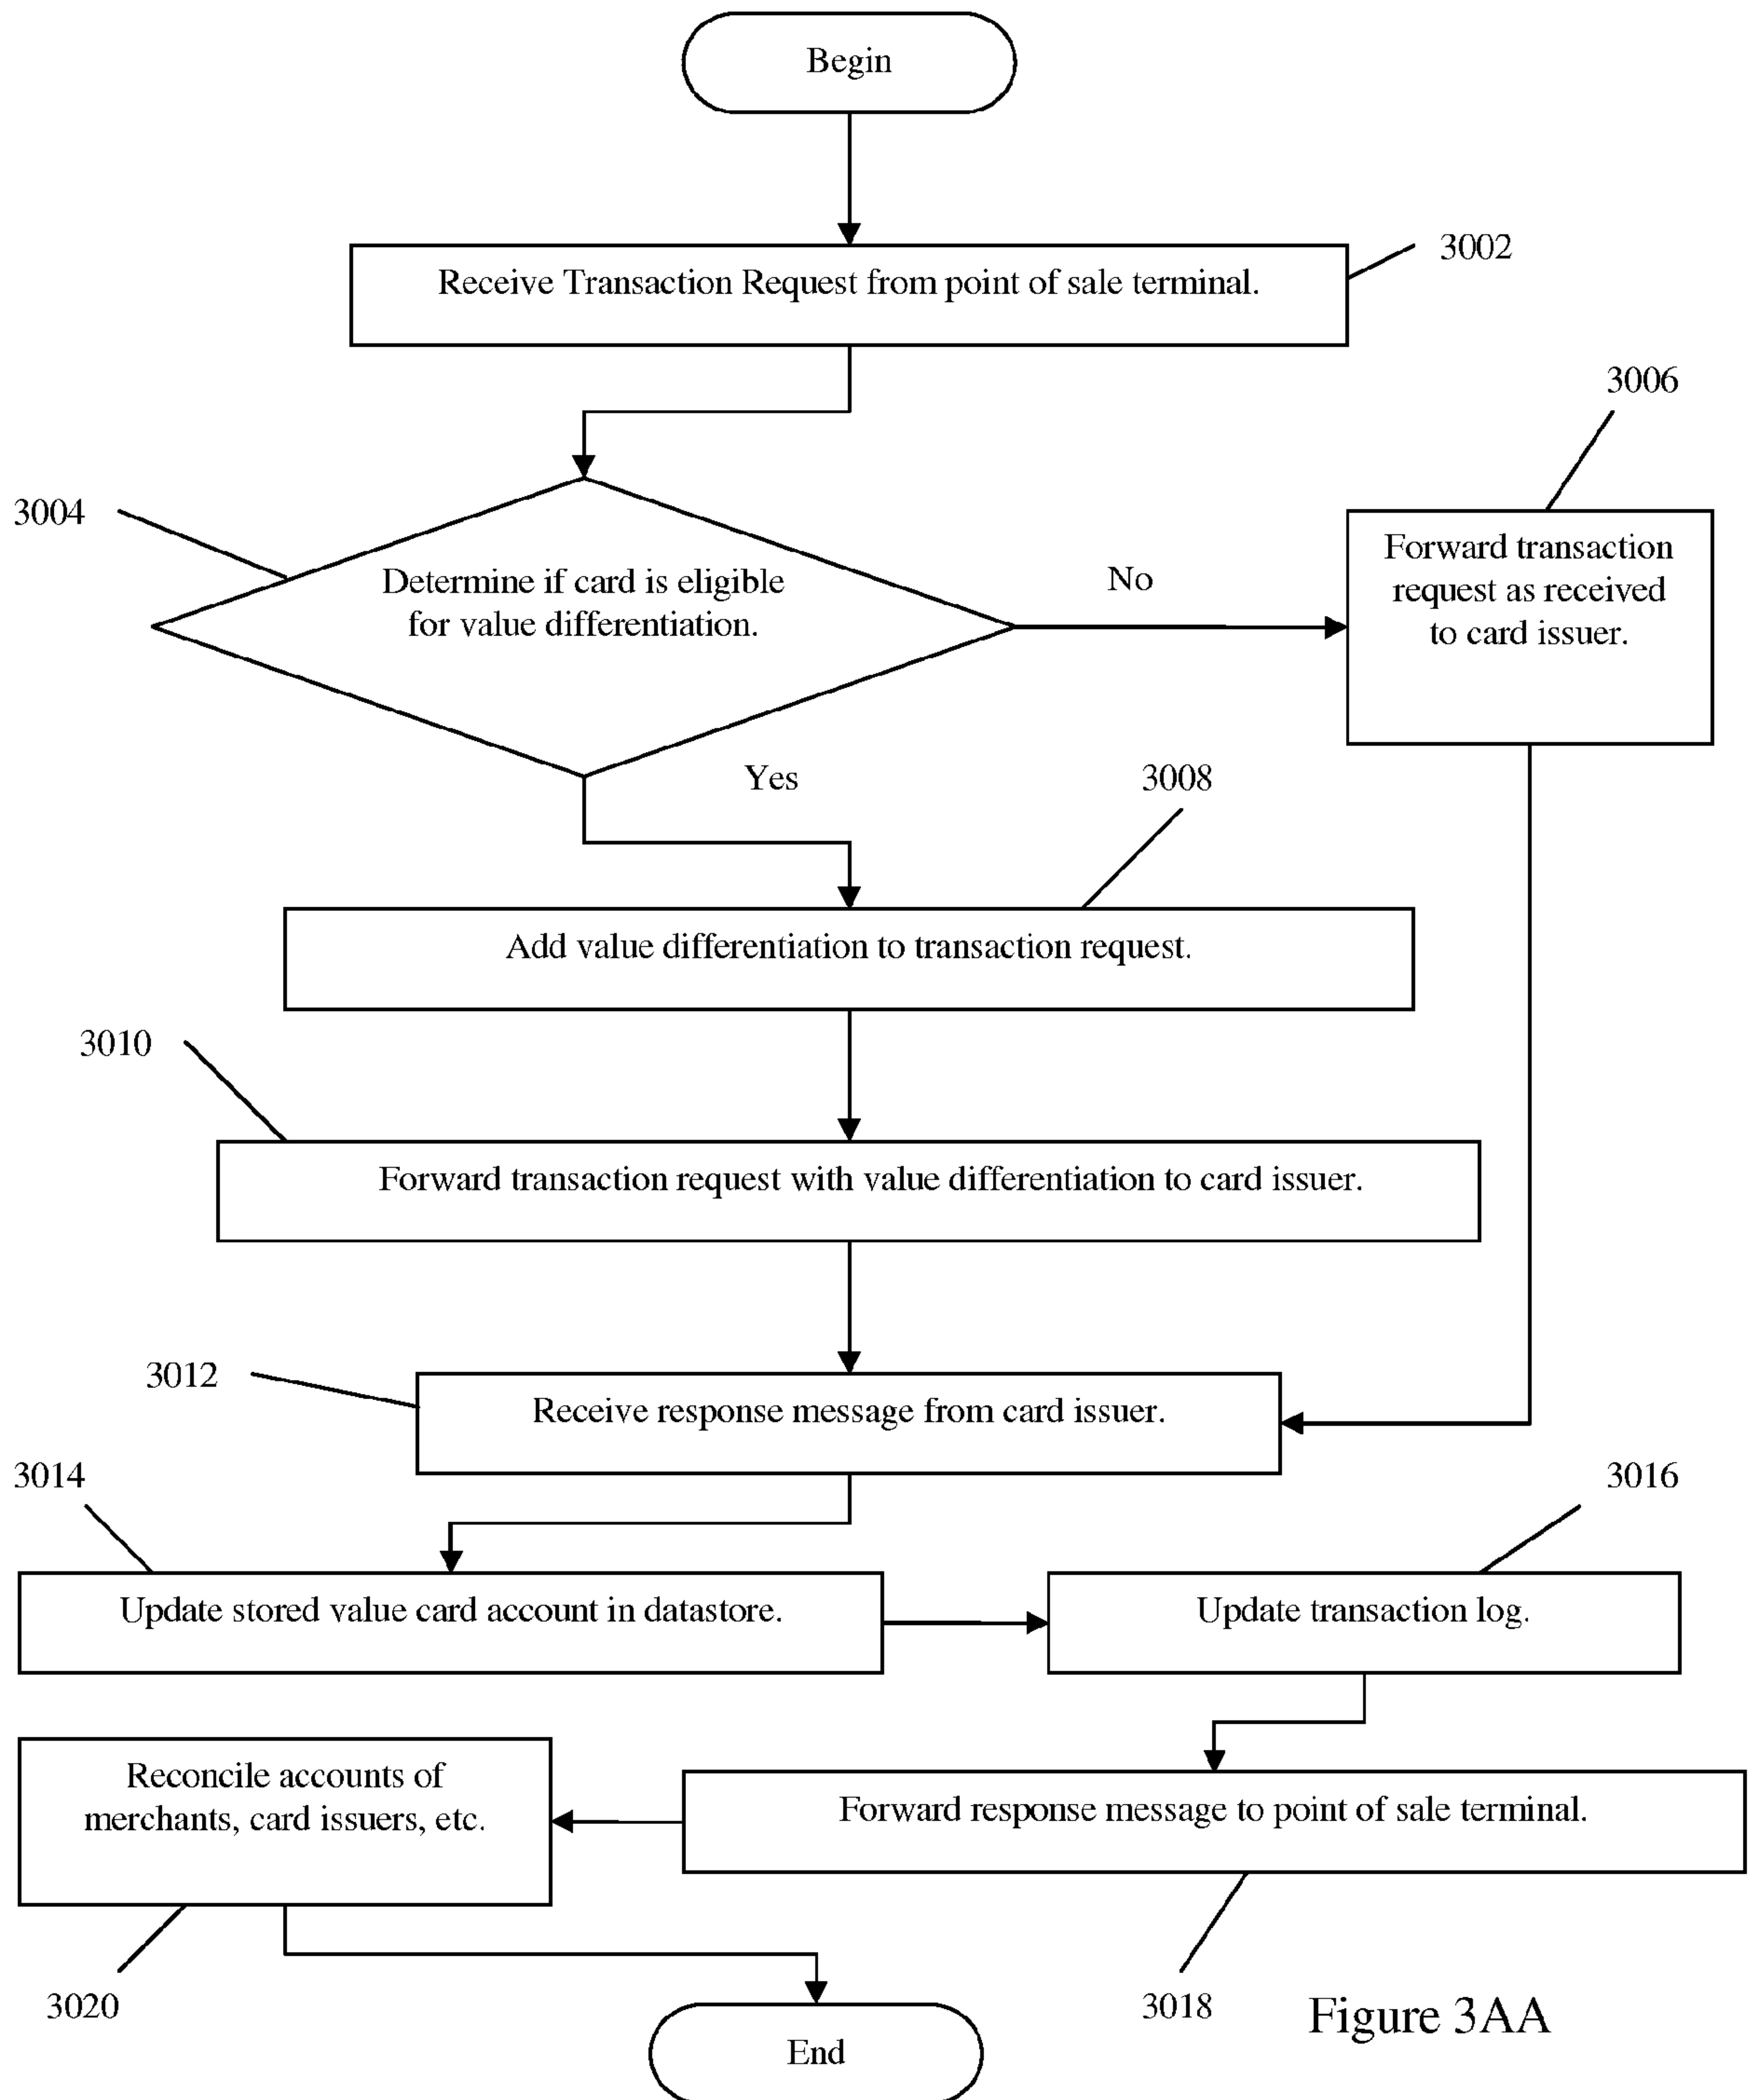 Begin
Receive Transaction Request from point of sale terminal.
3002
3006
3004
Determine if card is eligible
for value differentiation.
No
Forward transaction
request as received
to card issuer.
Yes
3008
Add value differentiation to transaction request.
3010
Forward transaction request with value differentiation to card issuer.
3012
Receive response message from card issuer.
3014
3016
Update stored value card account in datastore.
Update transaction log.
Reconcile accounts of
merchants, card issuers, etc.
Forward response message to point of sale terminal.
3020
3018
Figure 3AA
End